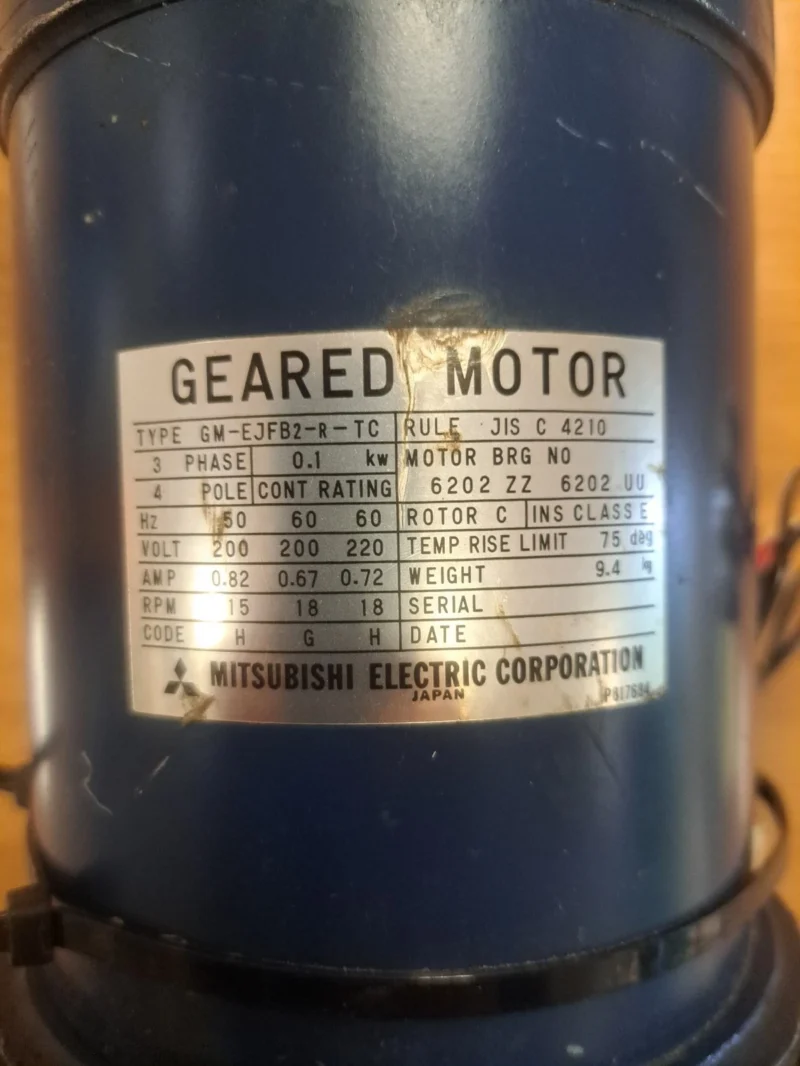 GEARED MOTOR
TYPE GM-EJFB2-R-TC RULE JIS C 4210
3 PHASE 0.1 kw MOTOR BRG NO
4 POLE CONT RATING 6202 ZZ 6202 UU
Hz 50 60 60 ROTOR C INS CLASS E
VOLT 200 200 220 TEMP RISE LIMIT 75 deg
AMP 0.82 0.67 0.72 WEIGHT 9.4 kg
RPM 15 18 18 SERIAL
CODE H G H DATE
MITSUBISHI ELECTRIC CORPORATION
JAPAN